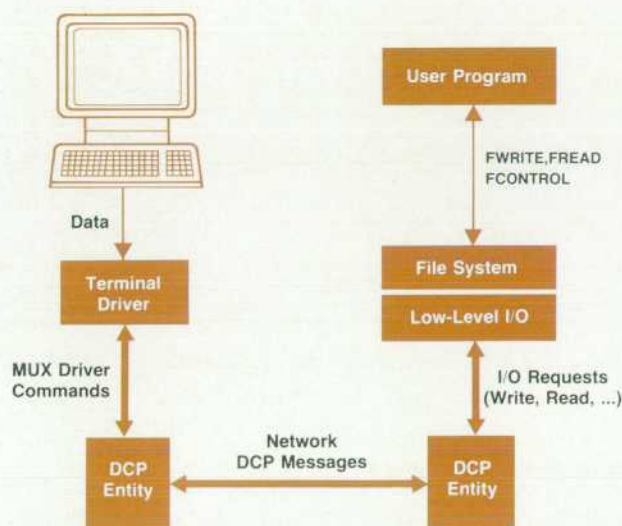 User Program
FWRITE,FREAD
FCONTROL
Data
Terminal
Driver
File System
Low-Level I/O
MUX Driver
Commands
I/O Requests
(Write, Read, ...)
Network
DCP Messages
DCP
Entity
DCP
Entity